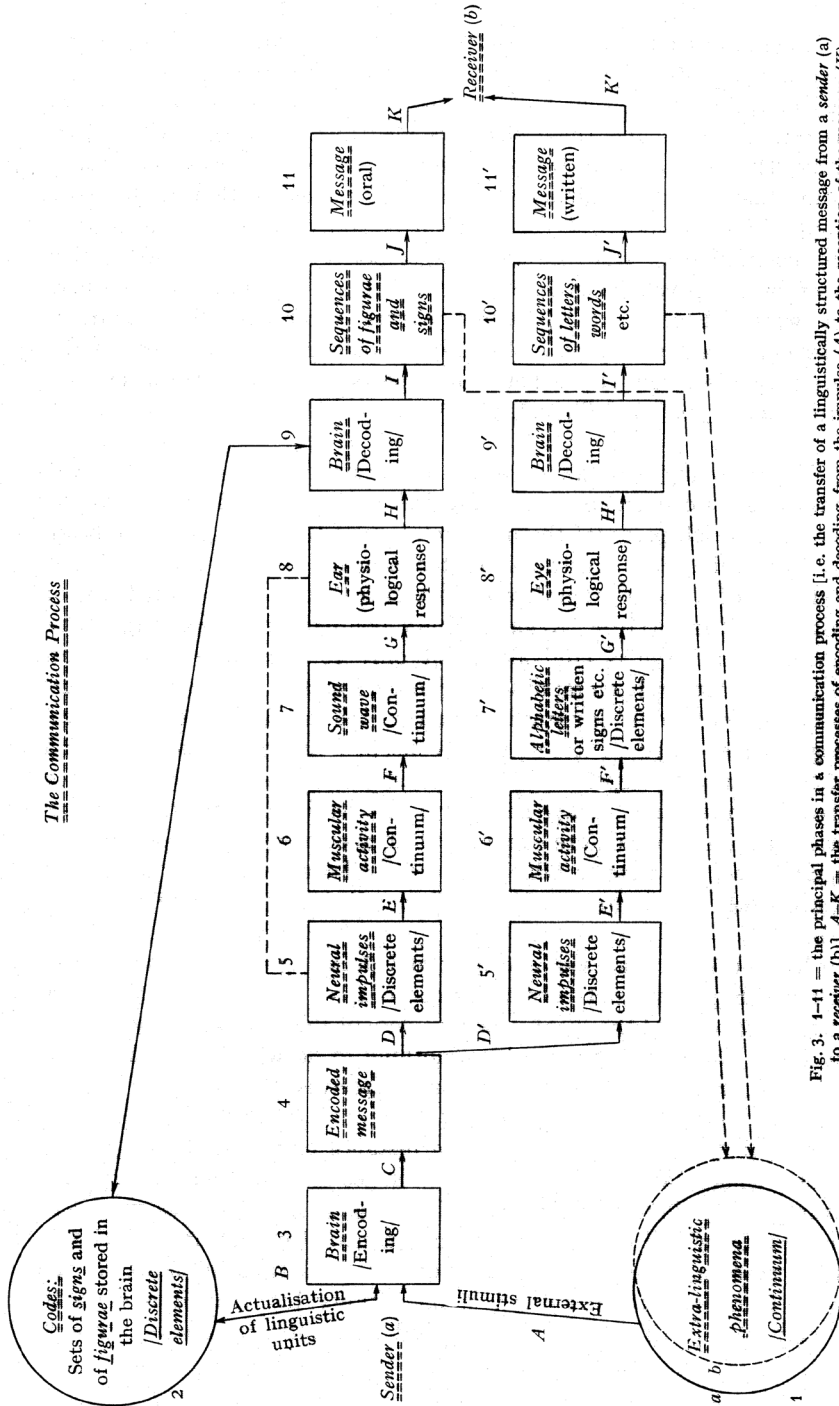 The Communication Process
Codes:
Sets of signs and
of figurae stored in
the brain
/Discrete
elements/
2
Actualisation
of linguistic
units
B
Sender (a)
A
External stimuli
Extra-linguistic
phenomena
/Continuum/
a
b
1
3
Brain
/Encod-
ing/
C
4
Encoded
message
D
D′
5
Neural
impulses
/Discrete
elements/
E
6
Muscular
activity
/Con-
tinuum/
F
7
Sound
wave
/Con-
tinuum/
G
8
Ear
(physio-
logical
response)
H
9
Brain
/Decod-
ing/
I
10
Sequences
of figurae
and
signs
J
11
Message
(oral)
K
Receiver (b)
5′
Neural
impulses
/Discrete
elements/
E′
6′
Muscular
activity
/Con-
tinuum/
F′
7′
Alphabetic
letters
or written
signs etc.
/Discrete
elements/
G′
8′
Eye
(physio-
logical
response)
H′
9′
Brain
/Decod-
ing/
I′
10′
Sequences
of letters,
words
etc.
J′
11′
Message
(written)
K′
Fig. 3. 1–11 = the principal phases in a communication process [i.e. the transfer of a linguistically structured message from a sender (a)
to a receiver (b)]. A–K = the transfer processes of encoding and decoding, from the impulse (A) to the reception of the message (K).